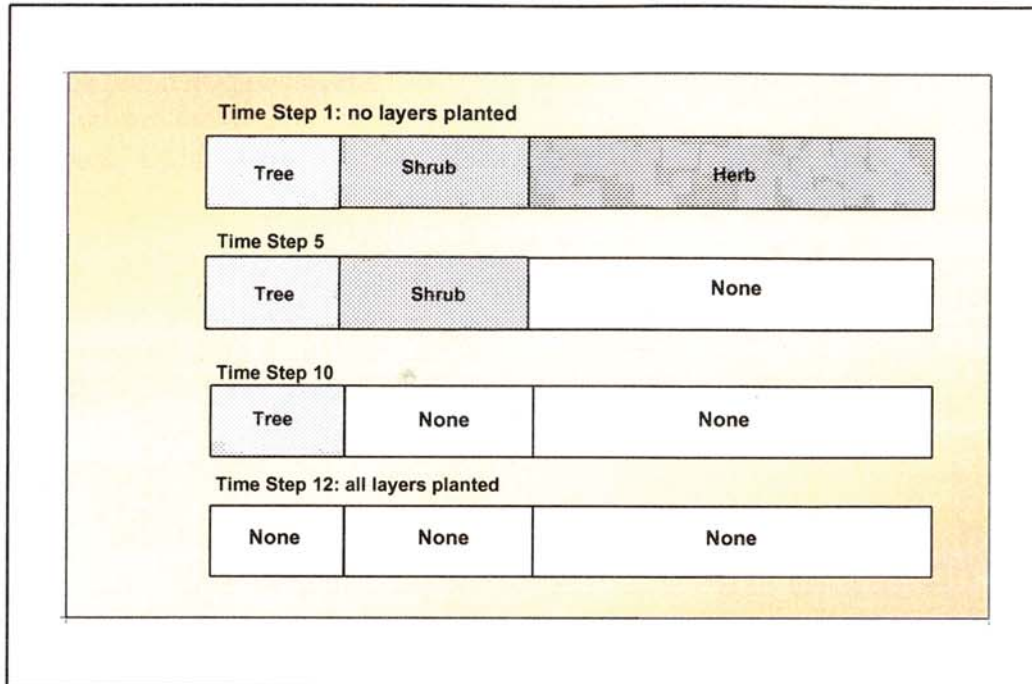 Time Step 1: no layers planted
Tree Shrub Herb
Time Step 5
Tree Shrub None
Time Step 10
Tree None None
Time Step 12: all layers planted
None None None